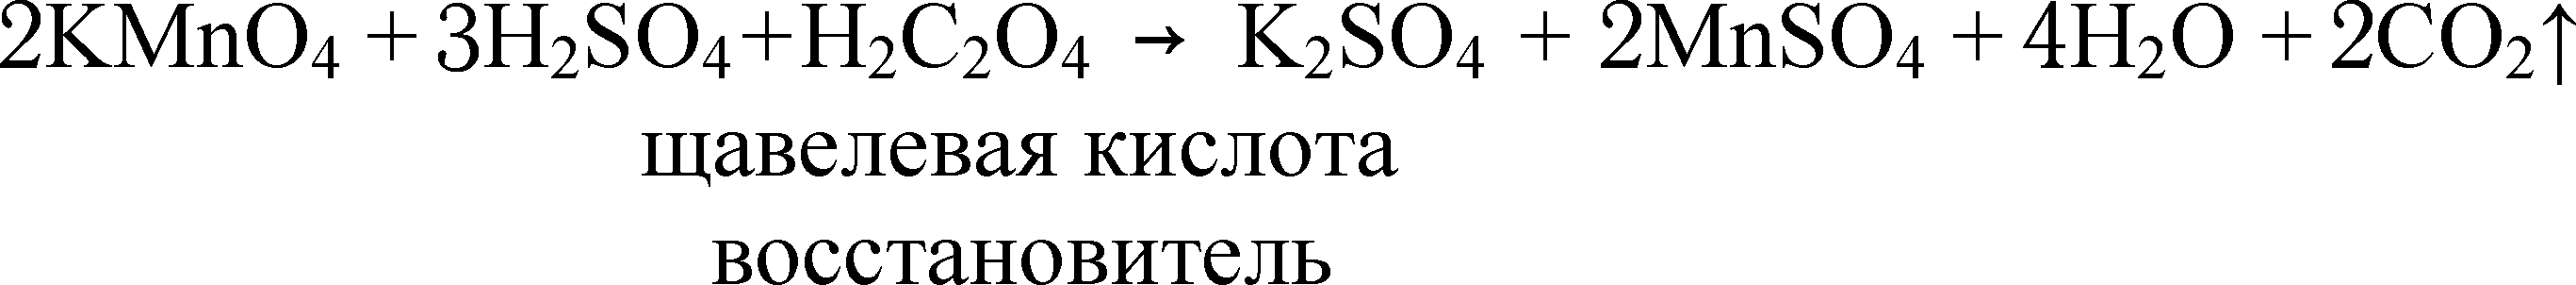 2KMnO₄ + 3H₂SO₄+H₂C₂O₄ → K₂SO₄ + 2MnSO₄ + 4H₂O + 2CO₂↑
щавелевая кислота
восстановитель